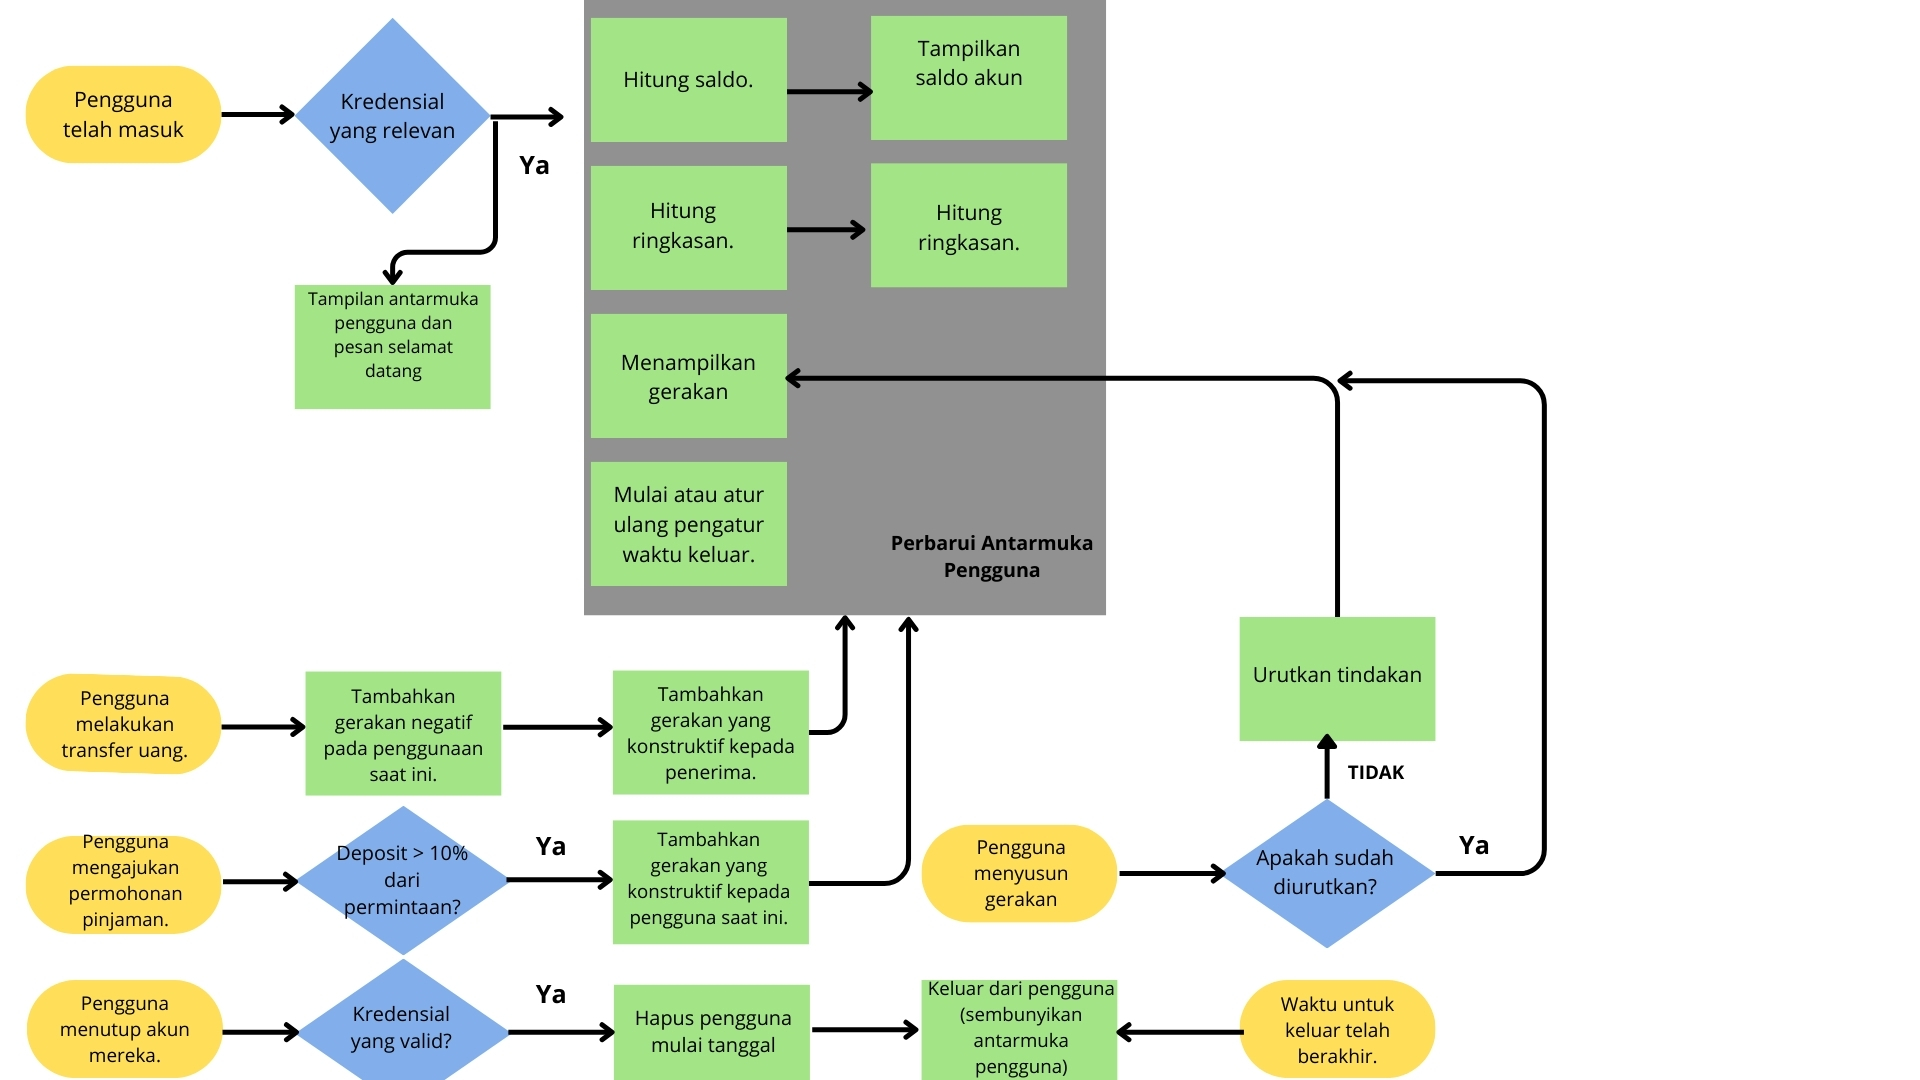 Pengguna
telah masuk
Kredensial
yang relevan
Ya
Tampilan antarmuka
pengguna dan
pesan selamat
datang
Hitung saldo.
Tampilkan
saldo akun
Hitung
ringkasan.
Hitung
ringkasan.
Menampilkan
gerakan
Mulai atau atur
ulang pengatur
waktu keluar.
Perbarui Antarmuka
Pengguna
Pengguna
melakukan
transfer uang.
Tambahkan
gerakan negatif
pada penggunaan
saat ini.
Tambahkan
gerakan yang
konstruktif kepada
penerima.
Urutkan tindakan
TIDAK
Pengguna
mengajukan
permohonan
pinjaman.
Deposit > 10%
dari
permintaan?
Ya
Tambahkan
gerakan yang
konstruktif kepada
pengguna saat ini.
Pengguna
menyusun
gerakan
Apakah sudah
diurutkan?
Ya
Pengguna
menutup akun
mereka.
Kredensial
yang valid?
Ya
Hapus pengguna
mulai tanggal
Keluar dari pengguna
(sembunyikan
antarmuka
pengguna)
Waktu untuk
keluar telah
berakhir.